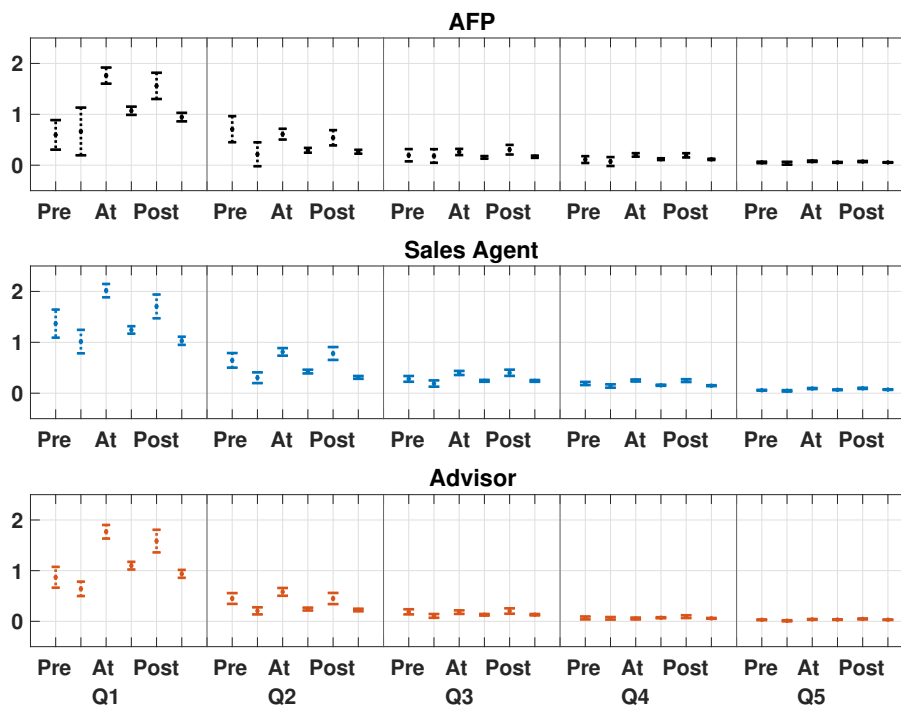 AFP
2
1
0
Pre At Post Pre At Post Pre At Post Pre At Post Pre At Post
Sales Agent
2
1
0
Pre At Post Pre At Post Pre At Post Pre At Post Pre At Post
Advisor
2
1
0
Pre At Post Pre At Post Pre At Post Pre At Post Pre At Post
Q1 Q2 Q3 Q4 Q5